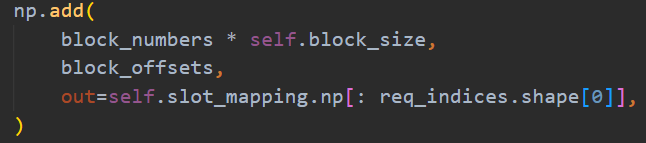 np.add(
    block_numbers * self.block_size,
    block_offsets,
    out=self.slot_mapping.np[: req_indices.shape[0]],
)